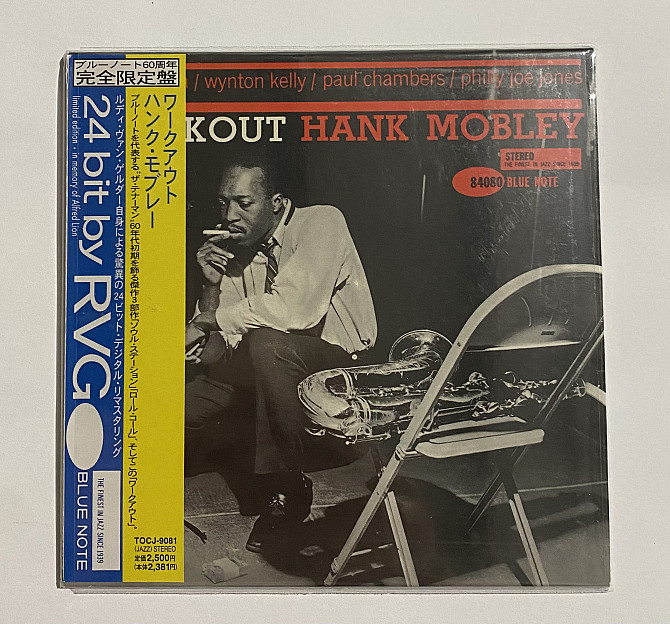 ブルーノート60周年
完全限定盤
ワークアウト
ハンク・モブレー
ブルーノートを代表する“ザ・テナーマン”60年代初期を飾る傑作3部作「ソウル・ステーション」「ロール・コール」、そしてこの「ワークアウト」。
ルディ・ヴァン・ゲルダー自身による驚異の24ビット・デジタル・リマスタリング
24 bit by RVG
limited edition・in memory of Alfred Lion
THE FINEST IN JAZZ SINCE 1939
BLUE NOTE
TOCJ-9081
(JAZZ) STEREO
定価2,500円
(本体2,381円)
/ wynton kelly / paul chambers / philly joe jones
KOUT HANK MOBLEY
STEREO
THE FINEST IN JAZZ SINCE 1939
84080 BLUE NOTE